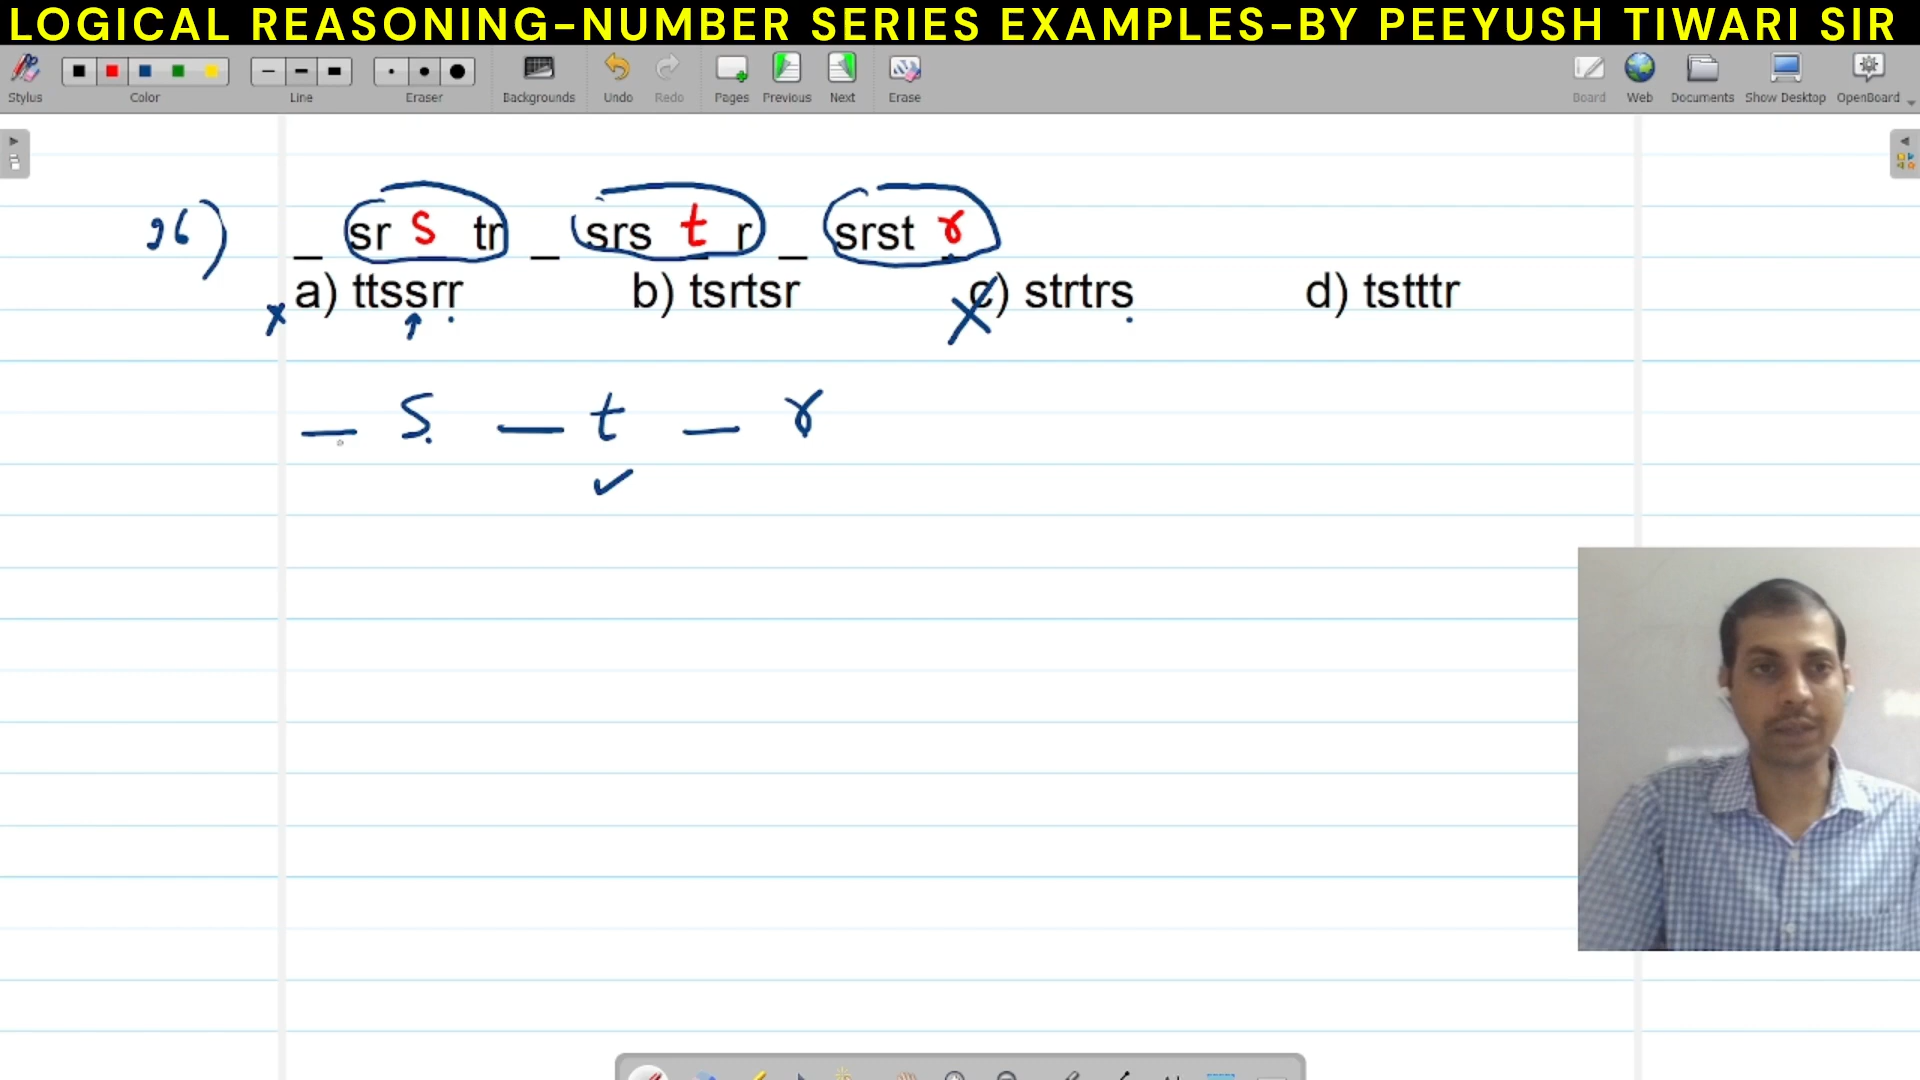 LOGICAL REASONING-NUMBER SERIES EXAMPLES-BY PEEYUSH TIWARI SIR
Stylus Color Line Eraser Backgrounds Undo Redo Pages Previous Next Erase Board Web Documents Show Desktop OpenBoard
26) _ sr s tr _ srs t r _ srst r
a) ttssrr b) tsrtsr c) strtrs d) tstttr
_ s _ t _ r